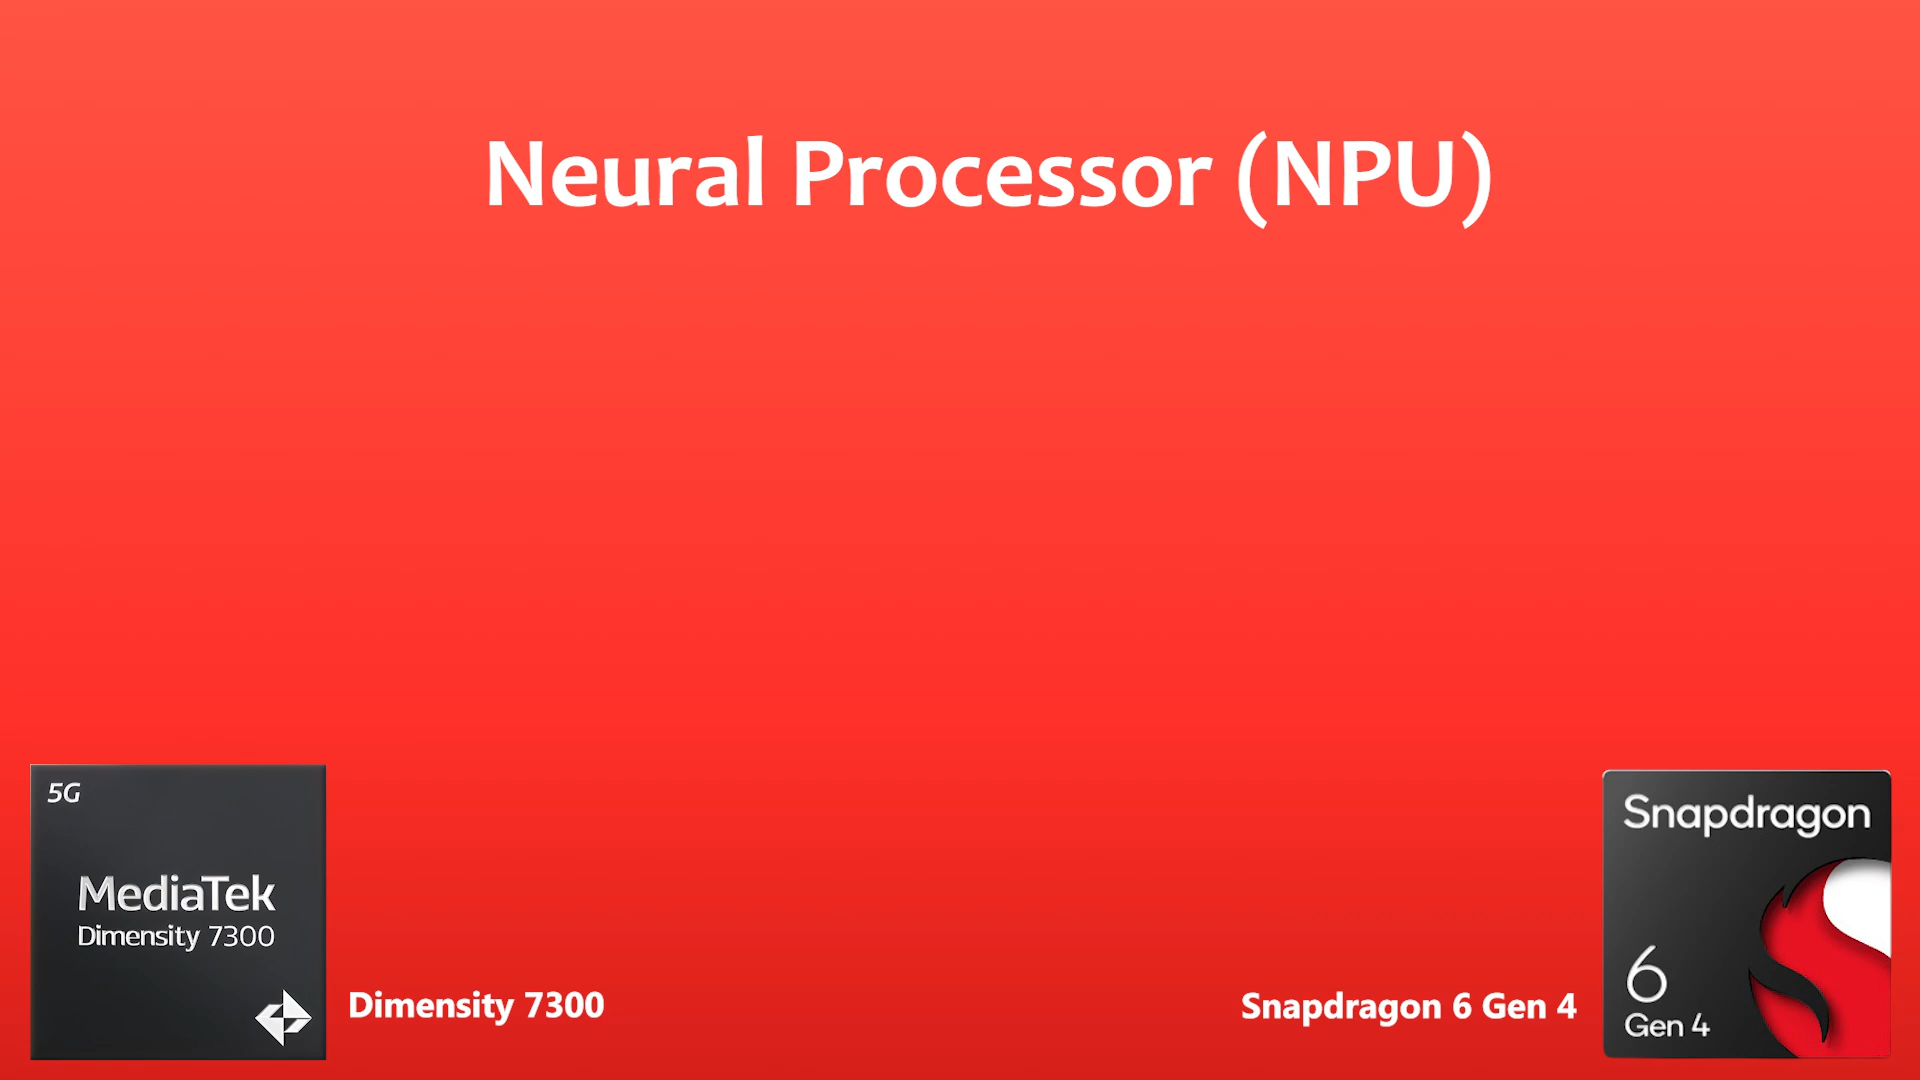 Neural Processor (NPU)
5G
MediaTek
Dimensity 7300
Dimensity 7300
Snapdragon 6 Gen 4
Snapdragon
6
Gen 4